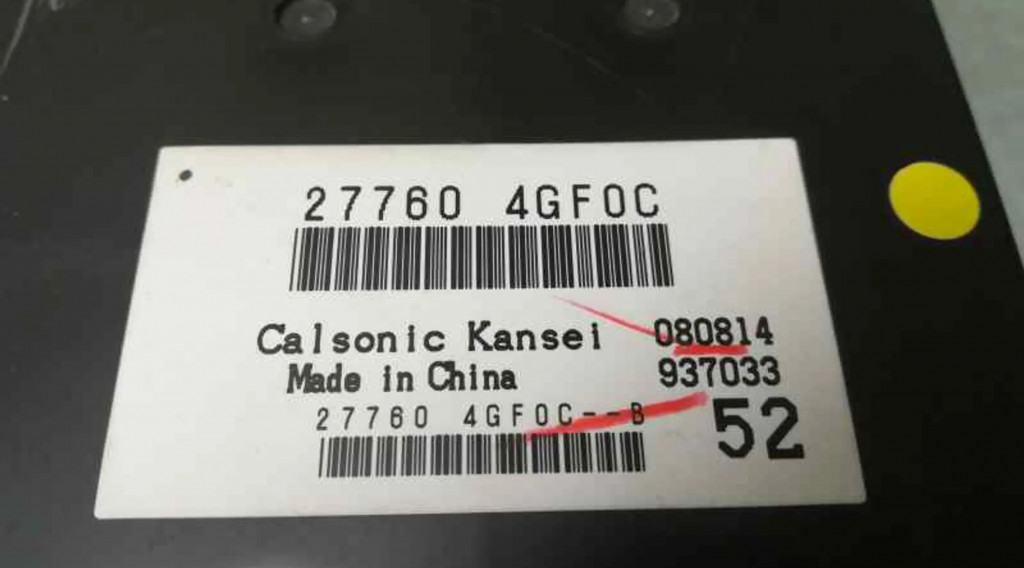 27760 4GF0C
Calsonic Kansei 080814
Made in China 937033
27760 4GF0C--B
52